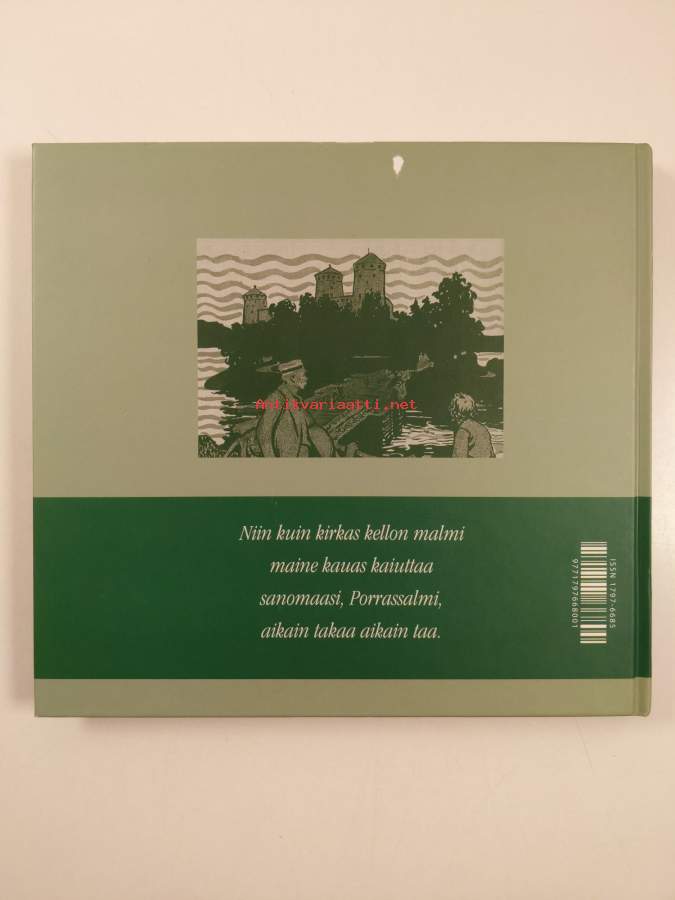 Antikvariaatti.net
Niin kuin kirkas kellon malmi
maine kauas kaiuttaa
sanomaasi, Porrassalmi,
aikain takaa aikain taa.
ISSN 1797-6685
9771797668001